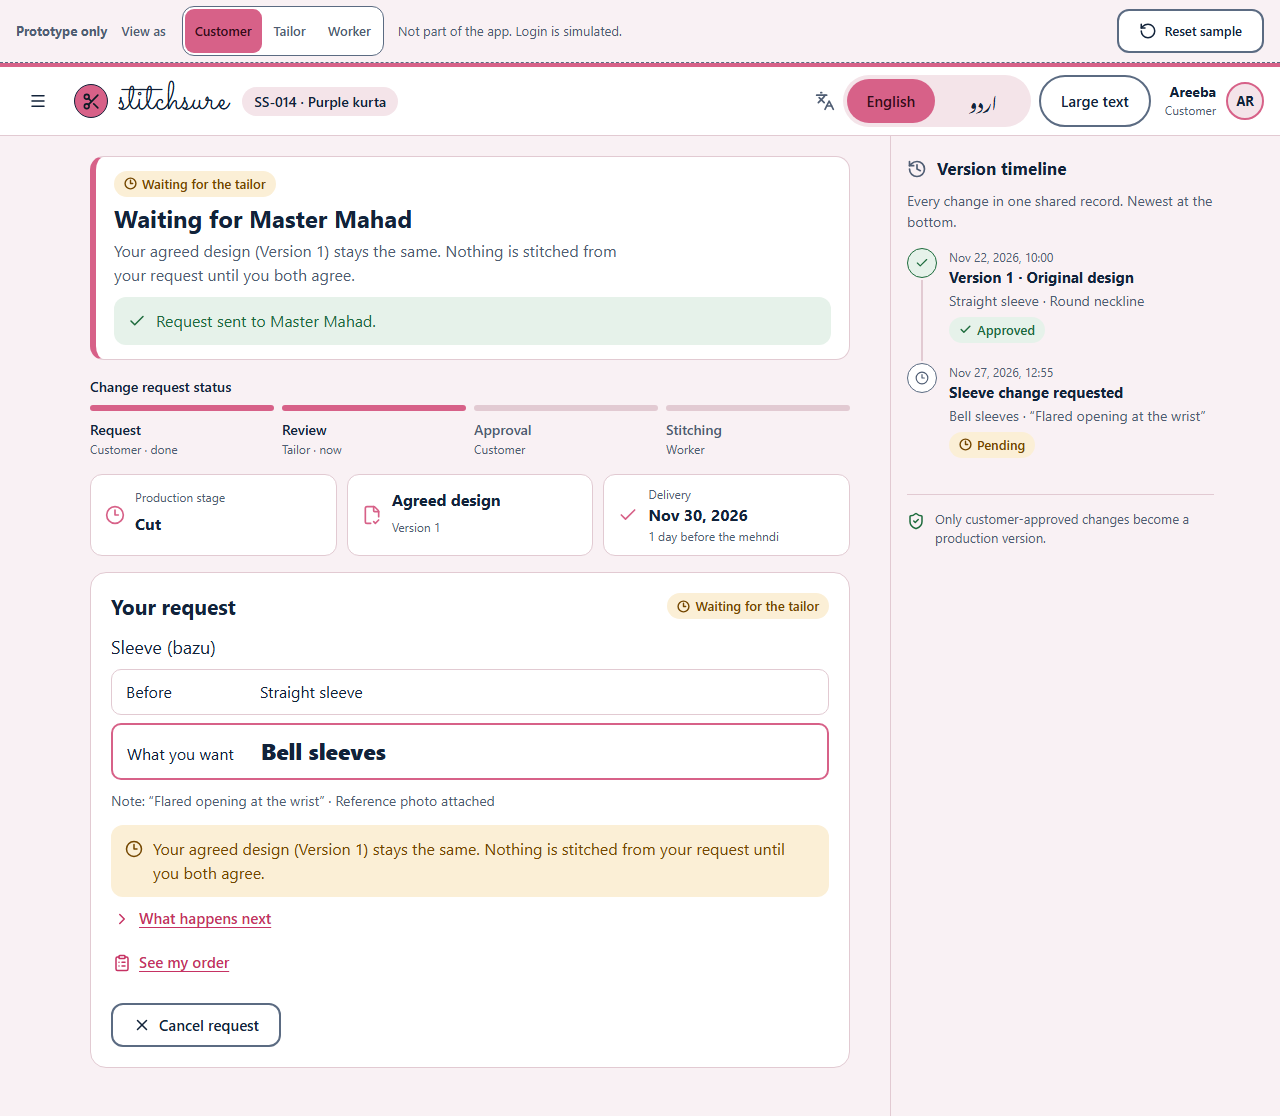 Prototype only View as Customer Tailor Worker Not part of the app. Login is simulated. Reset sample
stitchsure SS-014 · Purple kurta English اردو Large text Areeba
Customer AR
Waiting for the tailor
Waiting for Master Mahad
Your agreed design (Version 1) stays the same. Nothing is stitched from
your request until you both agree.
Request sent to Master Mahad.
Change request status
Request Review Approval Stitching
Customer · done Tailor · now Customer Worker
Production stage
Cut
Agreed design
Version 1
Delivery
Nov 30, 2026
1 day before the mehndi
Your request Waiting for the tailor
Sleeve (bazu)
Before Straight sleeve
What you want Bell sleeves
Note: “Flared opening at the wrist” · Reference photo attached
Your agreed design (Version 1) stays the same. Nothing is stitched from your request until
you both agree.
What happens next
See my order
Cancel request
Version timeline
Every change in one shared record. Newest at the
bottom.
Nov 22, 2026, 10:00
Version 1 · Original design
Straight sleeve · Round neckline
Approved
Nov 27, 2026, 12:55
Sleeve change requested
Bell sleeves · “Flared opening at the wrist”
Pending
Only customer-approved changes become a
production version.